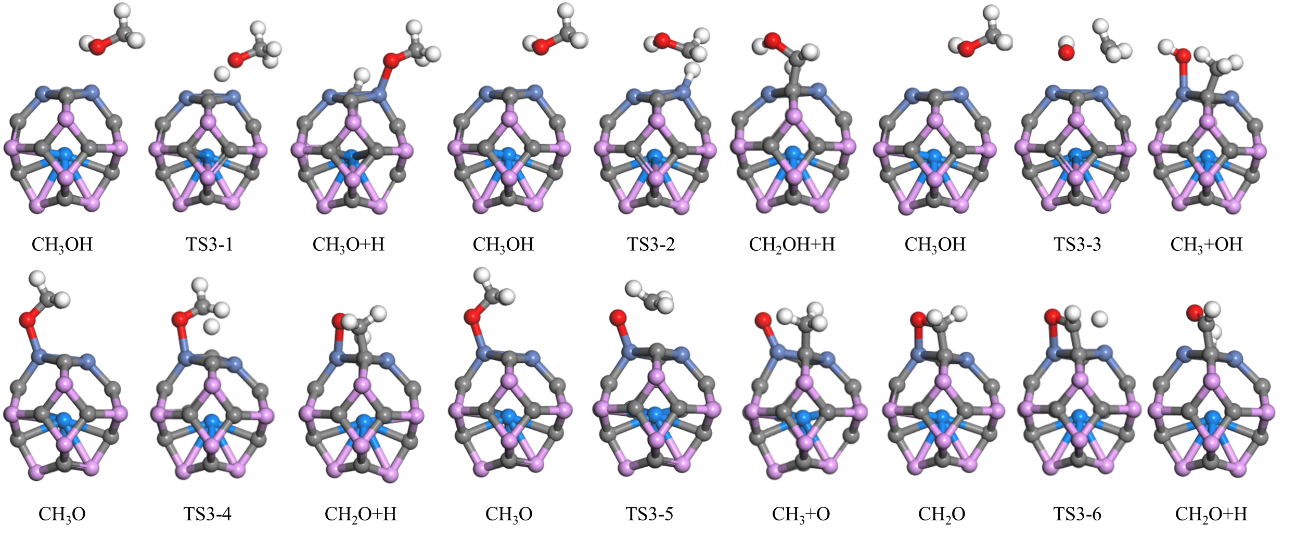 CH₃OH TS3-1 CH₃O+H CH₃OH TS3-2 CH₂OH+H CH₃OH TS3-3 CH₃+OH
CH₃O TS3-4 CH₂O+H CH₃O TS3-5 CH₃+O CH₂O TS3-6 CH₂O+H